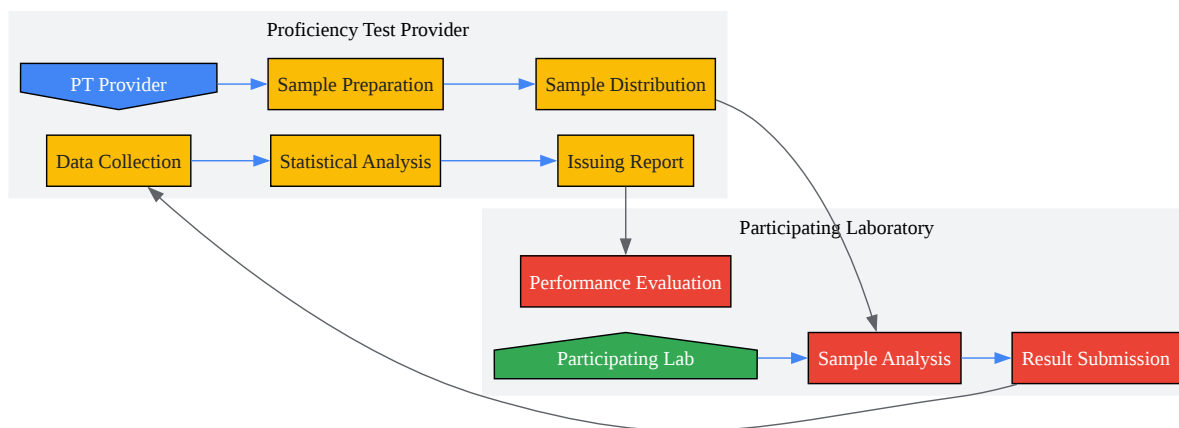 Proficiency Test Provider
PT Provider
Sample Preparation
Sample Distribution
Data Collection
Statistical Analysis
Issuing Report
Participating Laboratory
Performance Evaluation
Participating Lab
Sample Analysis
Result Submission